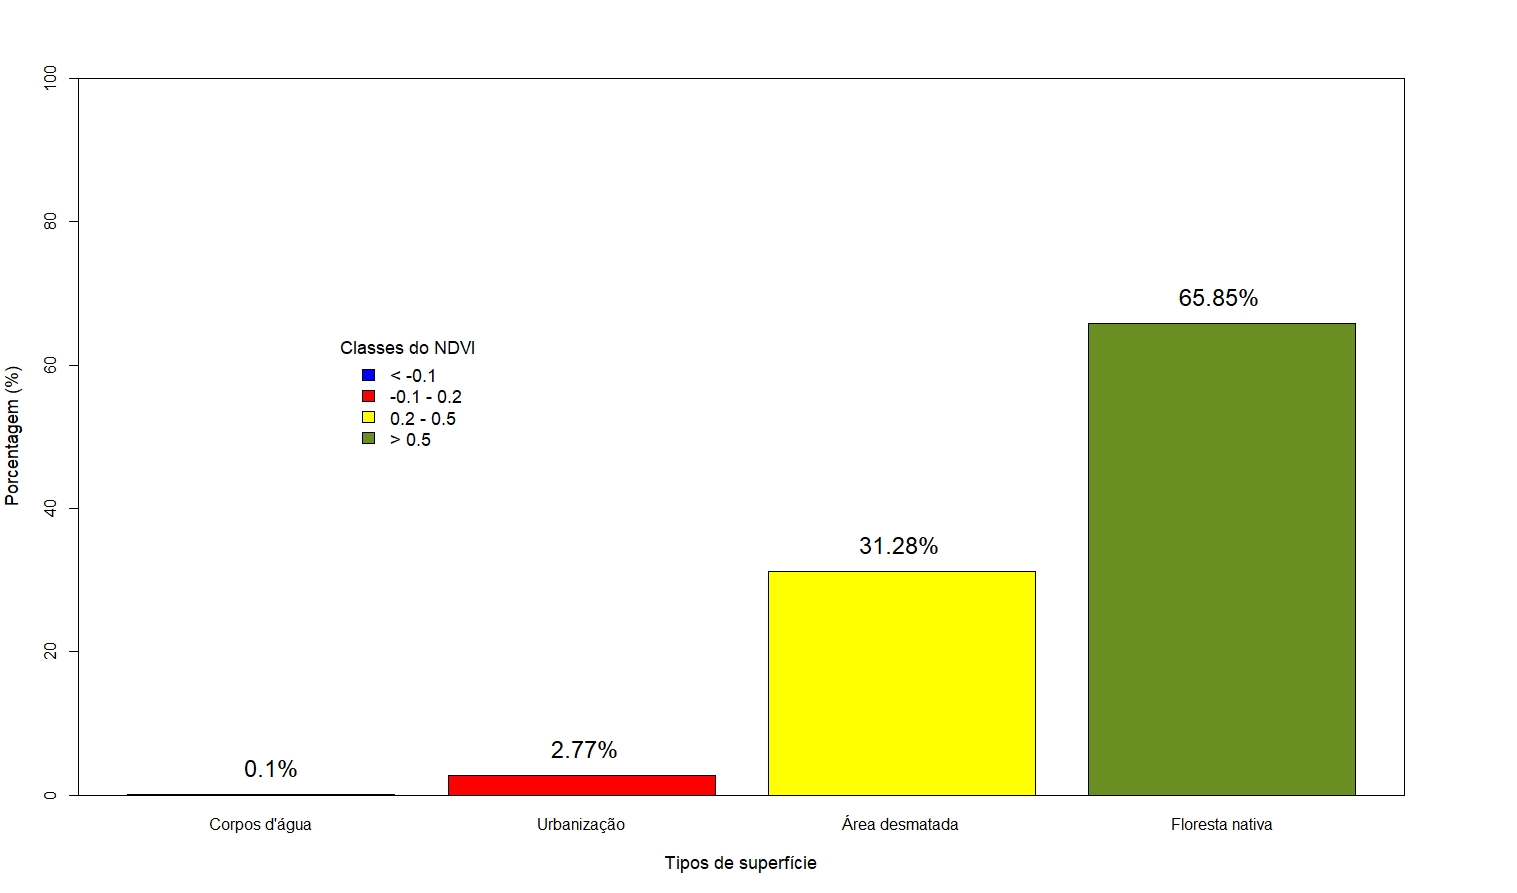 100
80
60
40
20
0
Porcentagem (%)
Classes do NDVI
< -0.1
-0.1 - 0.2
0.2 - 0.5
> 0.5
0.1%
2.77%
31.28%
65.85%
Corpos d'água
Urbanização
Área desmatada
Floresta nativa
Tipos de superfície